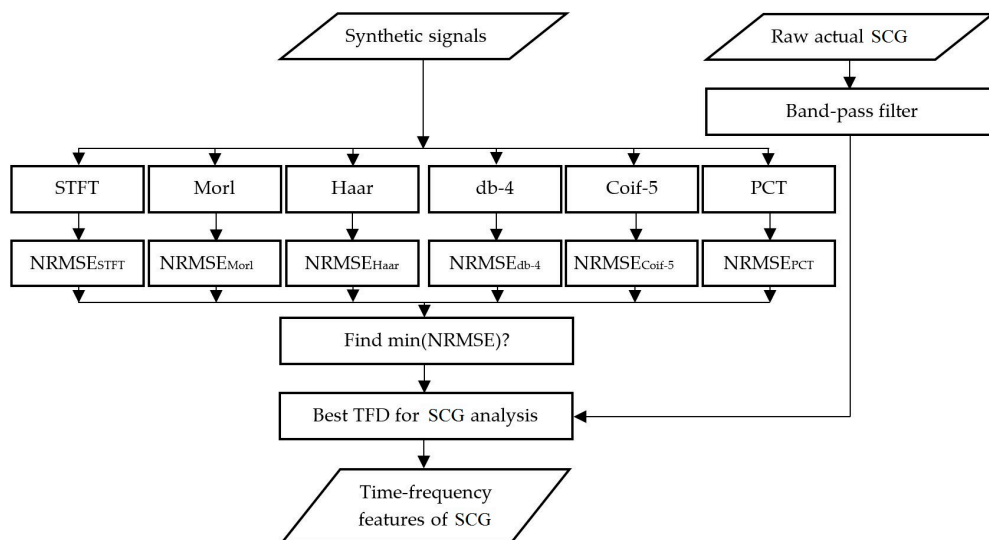 Synthetic signals
Raw actual SCG
Band-pass filter
STFT
Morl
Haar
db-4
Coif-5
PCT
NRMSESTFT
NRMSEMorl
NRMSEHaar
NRMSEdb-4
NRMSECoif-5
NRMSEPCT
Find min(NRMSE)?
Best TFD for SCG analysis
Time-frequency
features of SCG